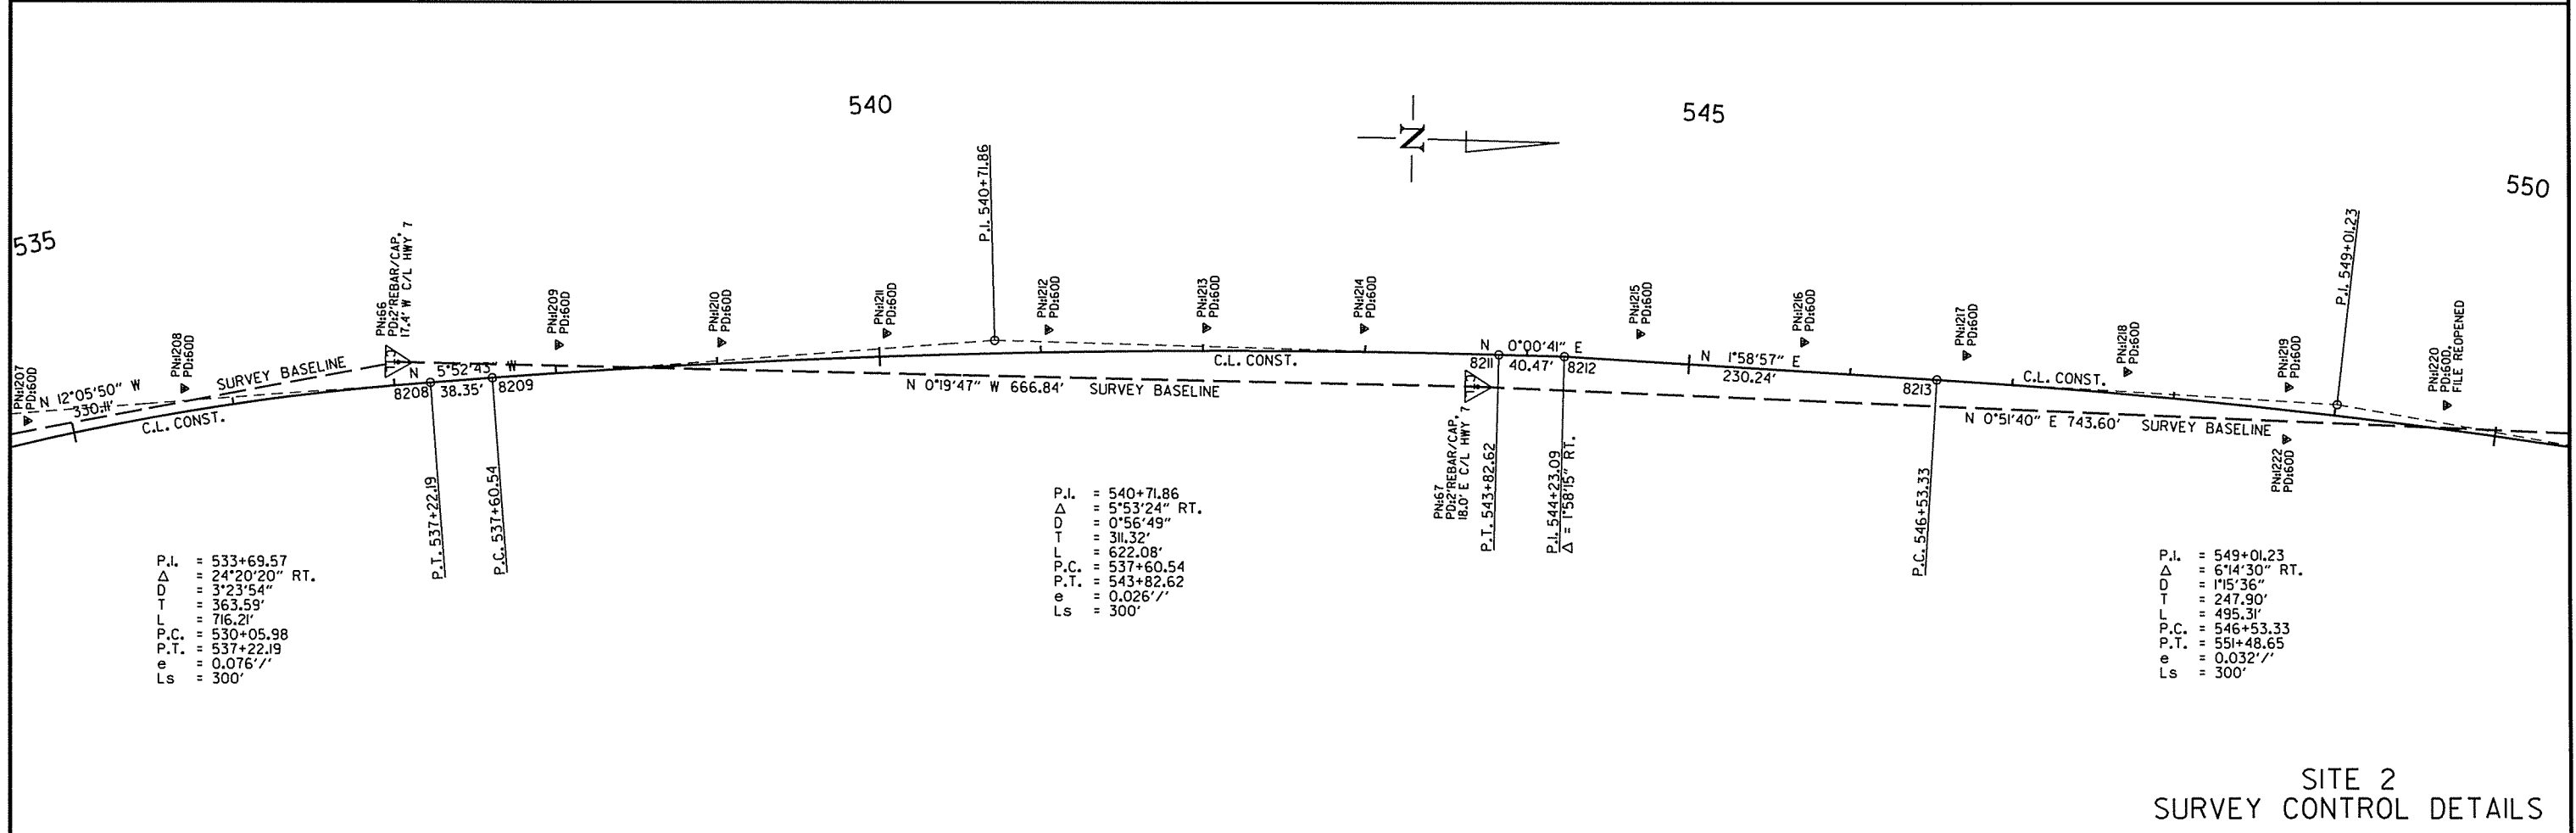 535
540
545
550
N
PN:1207
PD:60D
PN:1208
PD:60D
PN:66
PD:2'REBAR/CAP,
17.4' W C/L HWY 7
PN:1209
PD:60D
PN:1210
PD:60D
PN:1211
PD:60D
P.I. 540+71.86
PN:1212
PD:60D
PN:1213
PD:60D
PN:1214
PD:60D
PN:1215
PD:60D
PN:1216
PD:60D
PN:1217
PD:60D
PN:1218
PD:60D
PN:1219
PD:60D
P.I. 549+01.23
PN:1220
PD:60D,
FILE REOPENED
N 12°05'50" W
330.11'
SURVEY BASELINE
C.L. CONST.
N 5°52'43" W
8208 38.35' 8209
P.T. 537+22.19
P.C. 537+60.54
N 0°19'47" W 666.84' SURVEY BASELINE
C.L. CONST.
N 0°00'41" E
8211 40.47' 8212
PN:67
PD:2'REBAR/CAP,
18.0' E C/L HWY 7
P.T. 543+82.62
P.I. 544+23.09
Δ = 1°58'15" RT.
N 1°58'57" E
230.24'
8213
P.C. 546+53.33
C.L. CONST.
N 0°51'40" E 743.60' SURVEY BASELINE
PN:1222
PD:60D
P.I. = 533+69.57
Δ = 24°20'20" RT.
D = 3°23'54"
T = 363.59'
L = 716.21'
P.C. = 530+05.98
P.T. = 537+22.19
e = 0.076'/'
Ls = 300'
P.I. = 540+71.86
Δ = 5°53'24" RT.
D = 0°56'49"
T = 311.32'
L = 622.08'
P.C. = 537+60.54
P.T. = 543+82.62
e = 0.026'/'
Ls = 300'
P.I. = 549+01.23
Δ = 6°14'30" RT.
D = 1°15'36"
T = 247.90'
L = 495.31'
P.C. = 546+53.33
P.T. = 551+48.65
e = 0.032'/'
Ls = 300'
SITE 2
SURVEY CONTROL DETAILS